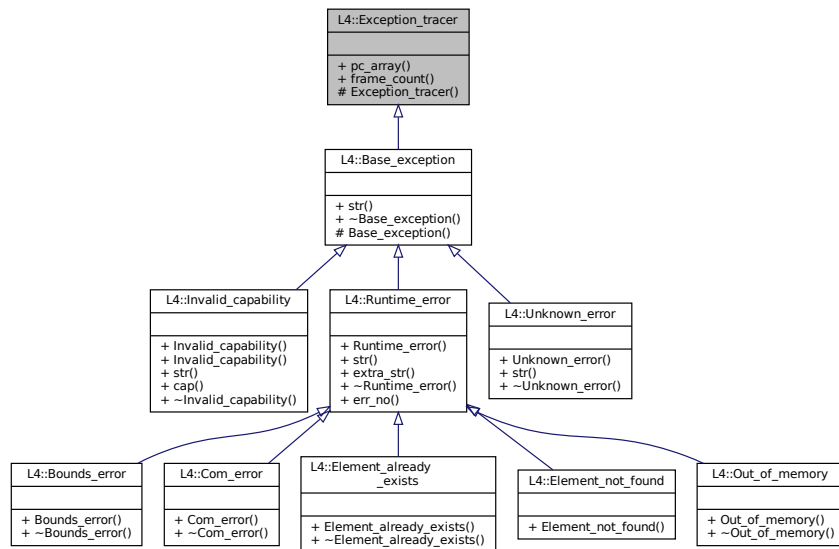 L4::Exception_tracer
+ pc_array()
+ frame_count()
# Exception_tracer()
L4::Base_exception
+ str()
+ ~Base_exception()
# Base_exception()
L4::Invalid_capability
+ Invalid_capability()
+ Invalid_capability()
+ str()
+ cap()
+ ~Invalid_capability()
L4::Runtime_error
+ Runtime_error()
+ str()
+ extra_str()
+ ~Runtime_error()
+ err_no()
L4::Unknown_error
+ Unknown_error()
+ str()
+ ~Unknown_error()
L4::Bounds_error
+ Bounds_error()
+ ~Bounds_error()
L4::Com_error
+ Com_error()
+ ~Com_error()
L4::Element_already
_exists
+ Element_already_exists()
+ ~Element_already_exists()
L4::Element_not_found
+ Element_not_found()
L4::Out_of_memory
+ Out_of_memory()
+ ~Out_of_memory()